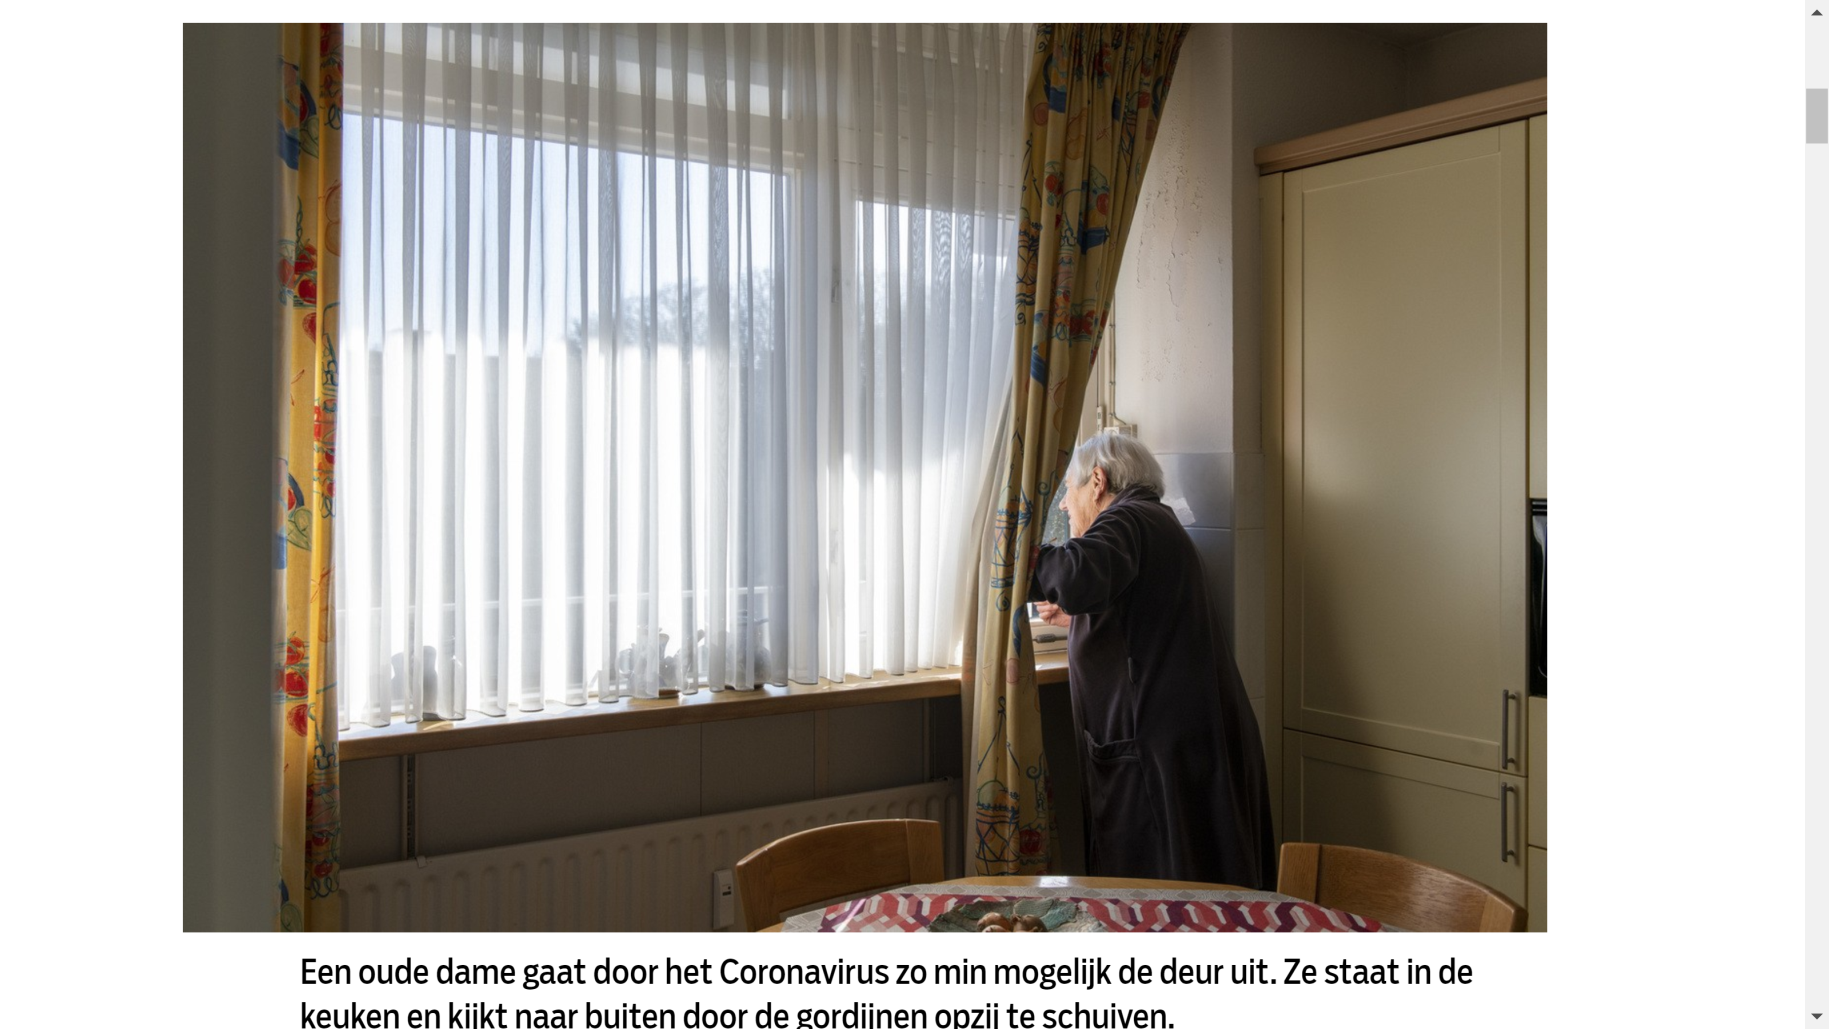 Een oude dame gaat door het Coronavirus zo min mogelijk de deur uit. Ze staat in de
keuken en kijkt naar buiten door de gordijnen opzij te schuiven.